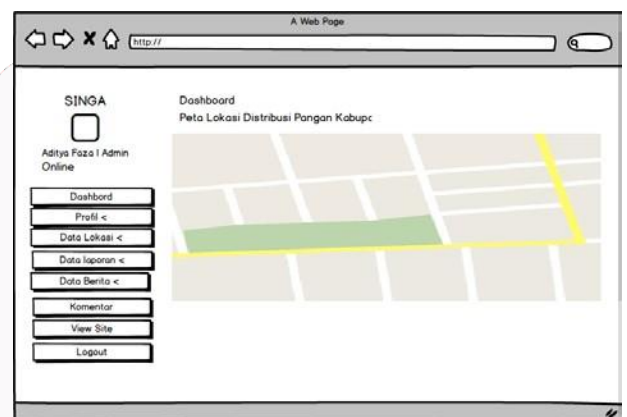 A Web Page
http://
SINGA
Aditya Faza | Admin
Online
Dashbord
Profil <
Data Lokasi <
Data laporan <
Data Berita <
Komentar
View Site
Logout
Dashboard
Peta Lokasi Distribusi Pangan Kabupc